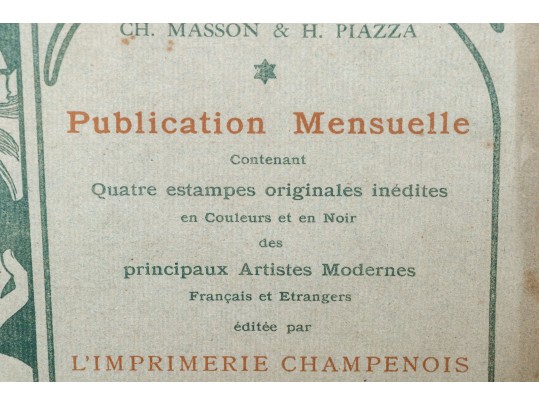 CH. MASSON & H. PIAZZA
Publication Mensuelle
Contenant
Quatre estampes originales inédites
en Couleurs et en Noir
des
principaux Artistes Modernes
Français et Etrangers
éditée par
L'IMPRIMERIE CHAMPENOIS